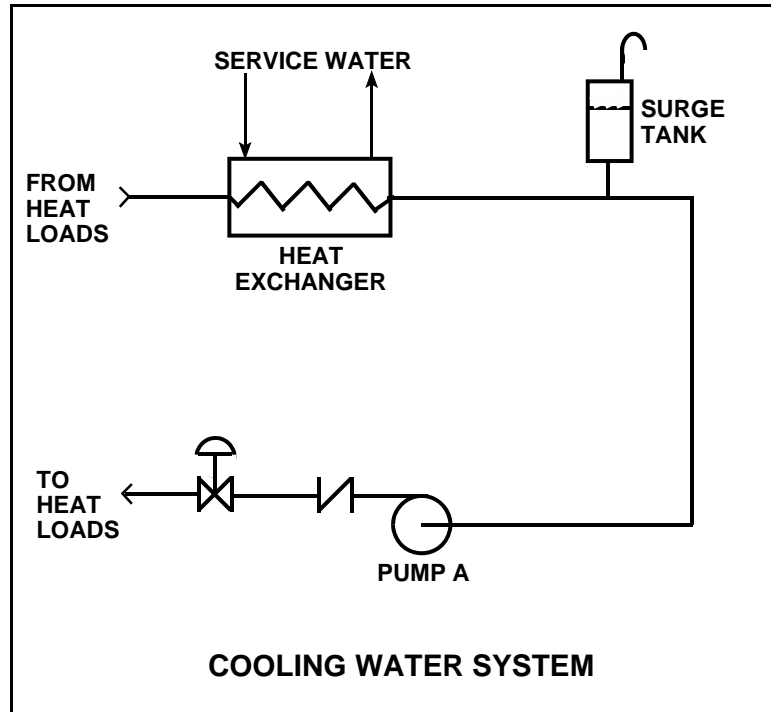 SERVICE WATER
SURGE
TANK
FROM
HEAT
LOADS
HEAT
EXCHANGER
TO
HEAT
LOADS
PUMP A
COOLING WATER SYSTEM